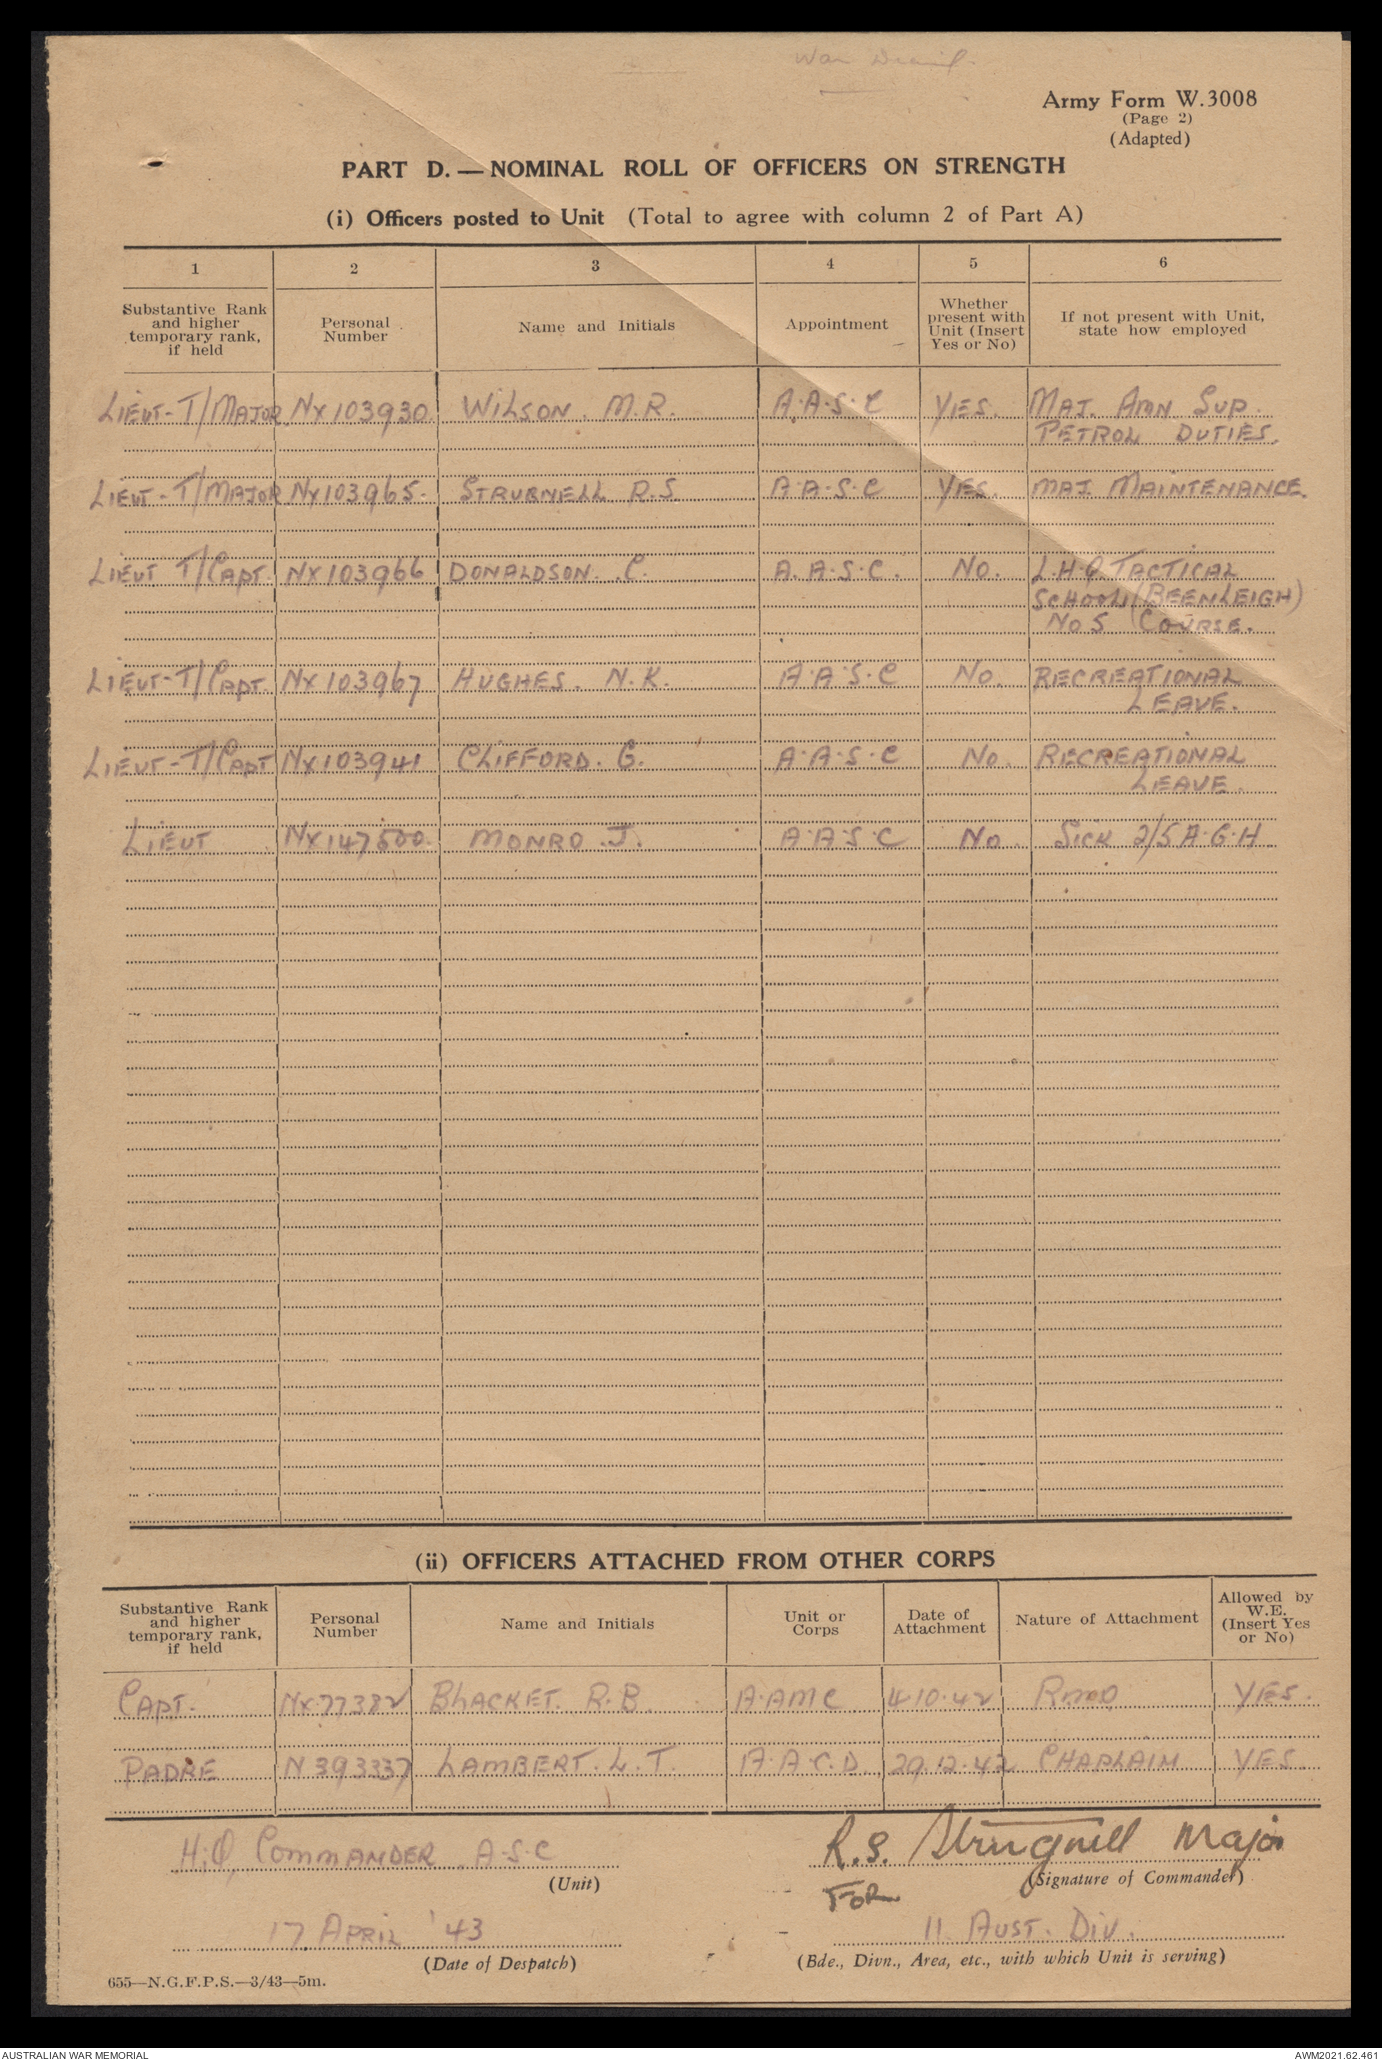 War Diary.
Army Form W.3008
(Page 2)
(Adapted)
PART D. — NOMINAL ROLL OF OFFICERS ON STRENGTH
(i) Officers posted to Unit (Total to agree with column 2 of Part A)
1 2 3 4 5 6
Substantive Rank and higher temporary rank, if held
Personal Number
Name and Initials
Appointment
Whether present with Unit (Insert Yes or No)
If not present with Unit, state how employed
LIEUT-T/MAJOR NX103930 WILSON. M.R. A.A.S.C YES. MAJ. AMN SUP.
PETROL DUTIES.
LIEUT-T/MAJOR NX103965. STRUGNELL R.S. A.A.S.C YES. MAJ MAINTENANCE.
LIEUT T/CAPT. NX103966 DONALDSON. C. A.A.S.C. NO. L.H.Q. TACTICAL
SCHOOL (BEENLEIGH)
NO 5 COURSE.
LIEUT-T/CAPT. NX103967 HUGHES. N.K. A.A.S.C NO. RECREATIONAL
LEAVE.
LIEUT-T/CAPT NX103941 CLIFFORD. G. A.A.S.C NO. RECREATIONAL
LEAVE.
LIEUT NX147500. MONRO. J. A.A.S.C NO. SICK 2/5 A.G.H.
(ii) OFFICERS ATTACHED FROM OTHER CORPS
Substantive Rank and higher temporary rank, if held
Personal Number
Name and Initials
Unit or Corps
Date of Attachment
Nature of Attachment
Allowed by W.E. (Insert Yes or No)
CAPT. NX.77382 BLACKET. R.B. A.AMC 4.10.42 RMO YES.
PADRE N393337 LAMBERT. L.T. A.A.C.D. 29.12.42 CHAPLAIN YES.
H.Q, COMMANDER. A.S.C R.S. Strugnell Major
(Unit) (Signature of Commander)
FOR
17 APRIL '43 11 AUST. DIV.
(Date of Despatch) (Bde., Divn., Area, etc., with which Unit is serving)
655—N.G.F.P.S.—3/43—5m.
AUSTRALIAN WAR MEMORIAL AWM2021.62.461